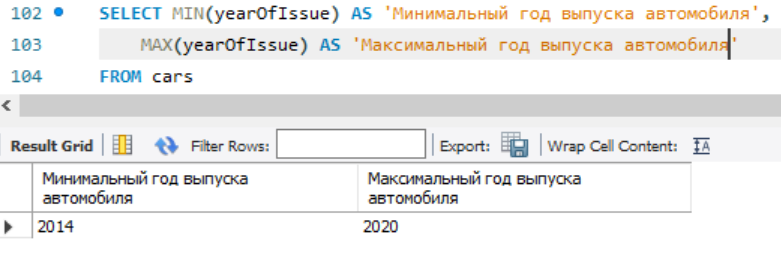 102 SELECT MIN(yearOfIssue) AS 'Минимальный год выпуска автомобиля',
103 MAX(yearOfIssue) AS 'Максимальный год выпуска автомобиля'
104 FROM cars
Result Grid Filter Rows: Export: Wrap Cell Content:
Минимальный год выпуска автомобиля Максимальный год выпуска автомобиля
2014 2020